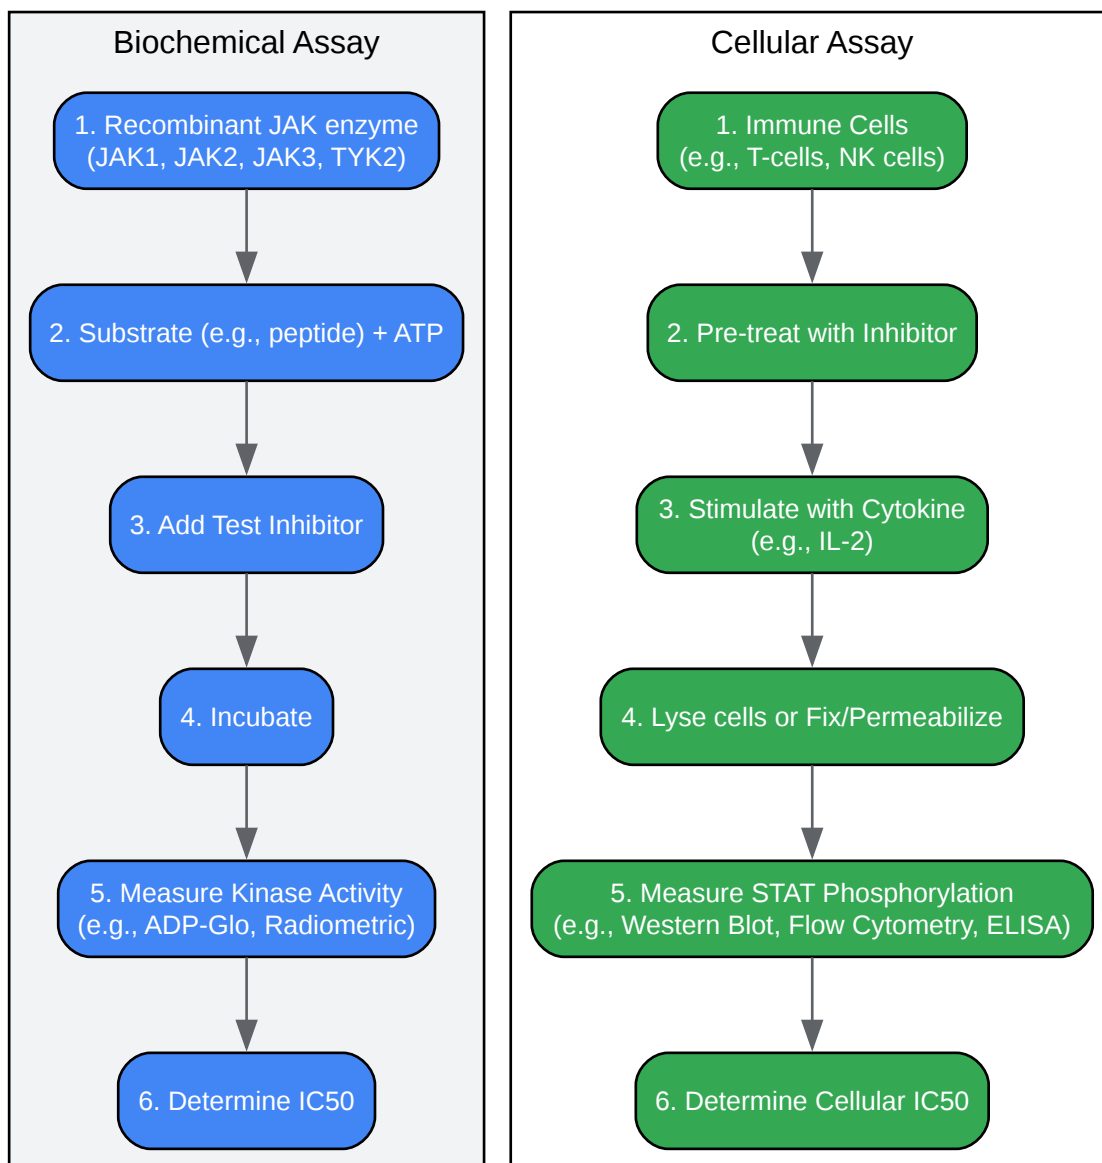 Biochemical Assay
1. Recombinant JAK enzyme
(JAK1, JAK2, JAK3, TYK2)
2. Substrate (e.g., peptide) + ATP
3. Add Test Inhibitor
4. Incubate
5. Measure Kinase Activity
(e.g., ADP-Glo, Radiometric)
6. Determine IC50
Cellular Assay
1. Immune Cells
(e.g., T-cells, NK cells)
2. Pre-treat with Inhibitor
3. Stimulate with Cytokine
(e.g., IL-2)
4. Lyse cells or Fix/Permeabilize
5. Measure STAT Phosphorylation
(e.g., Western Blot, Flow Cytometry, ELISA)
6. Determine Cellular IC50